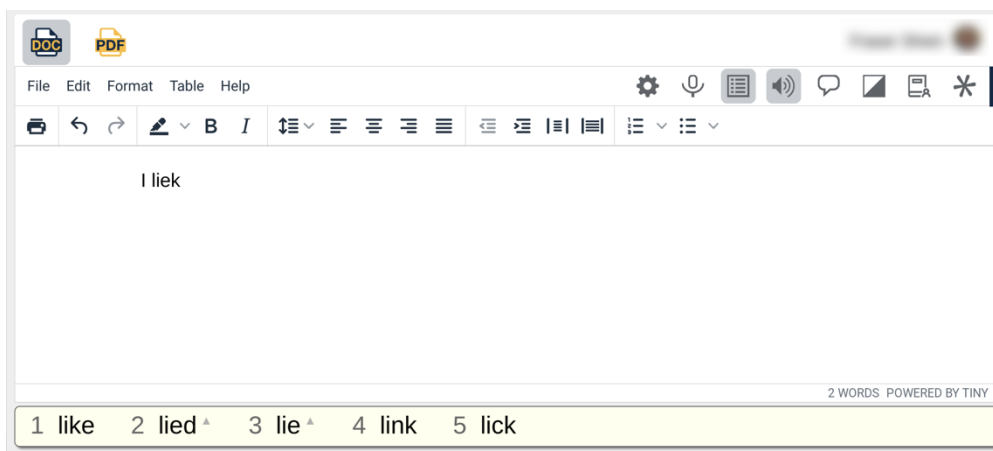 DOC PDF
File Edit Format Table Help
B I
I liek
2 WORDS POWERED BY TINY
1 like 2 lied 3 lie 4 link 5 lick